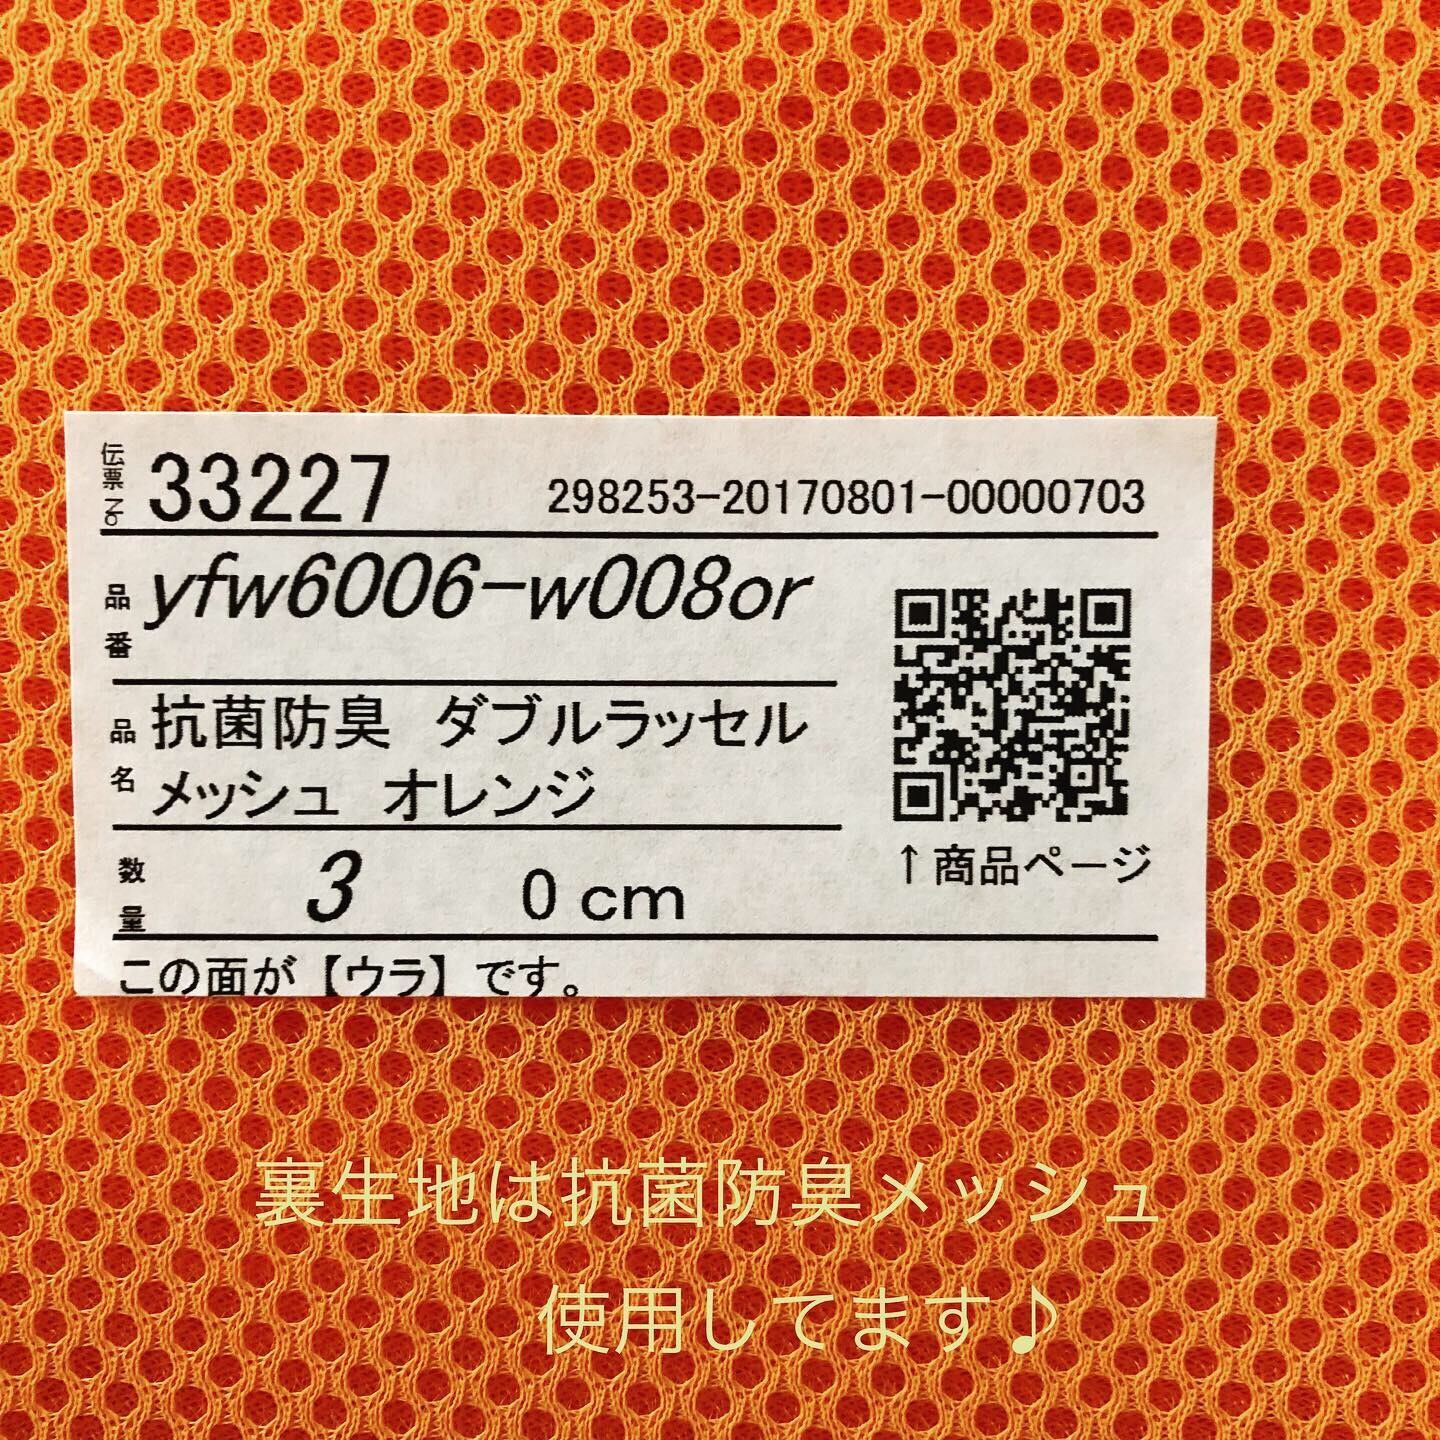 伝票No 33227 298253-20170801-00000703
品番 yfw6006-w008or
品名 抗菌防臭 ダブルラッセル
メッシュ オレンジ
↑商品ページ
数量 3 0 cm
この面が【ウラ】です。
裏生地は抗菌防臭メッシュ
使用してます♪